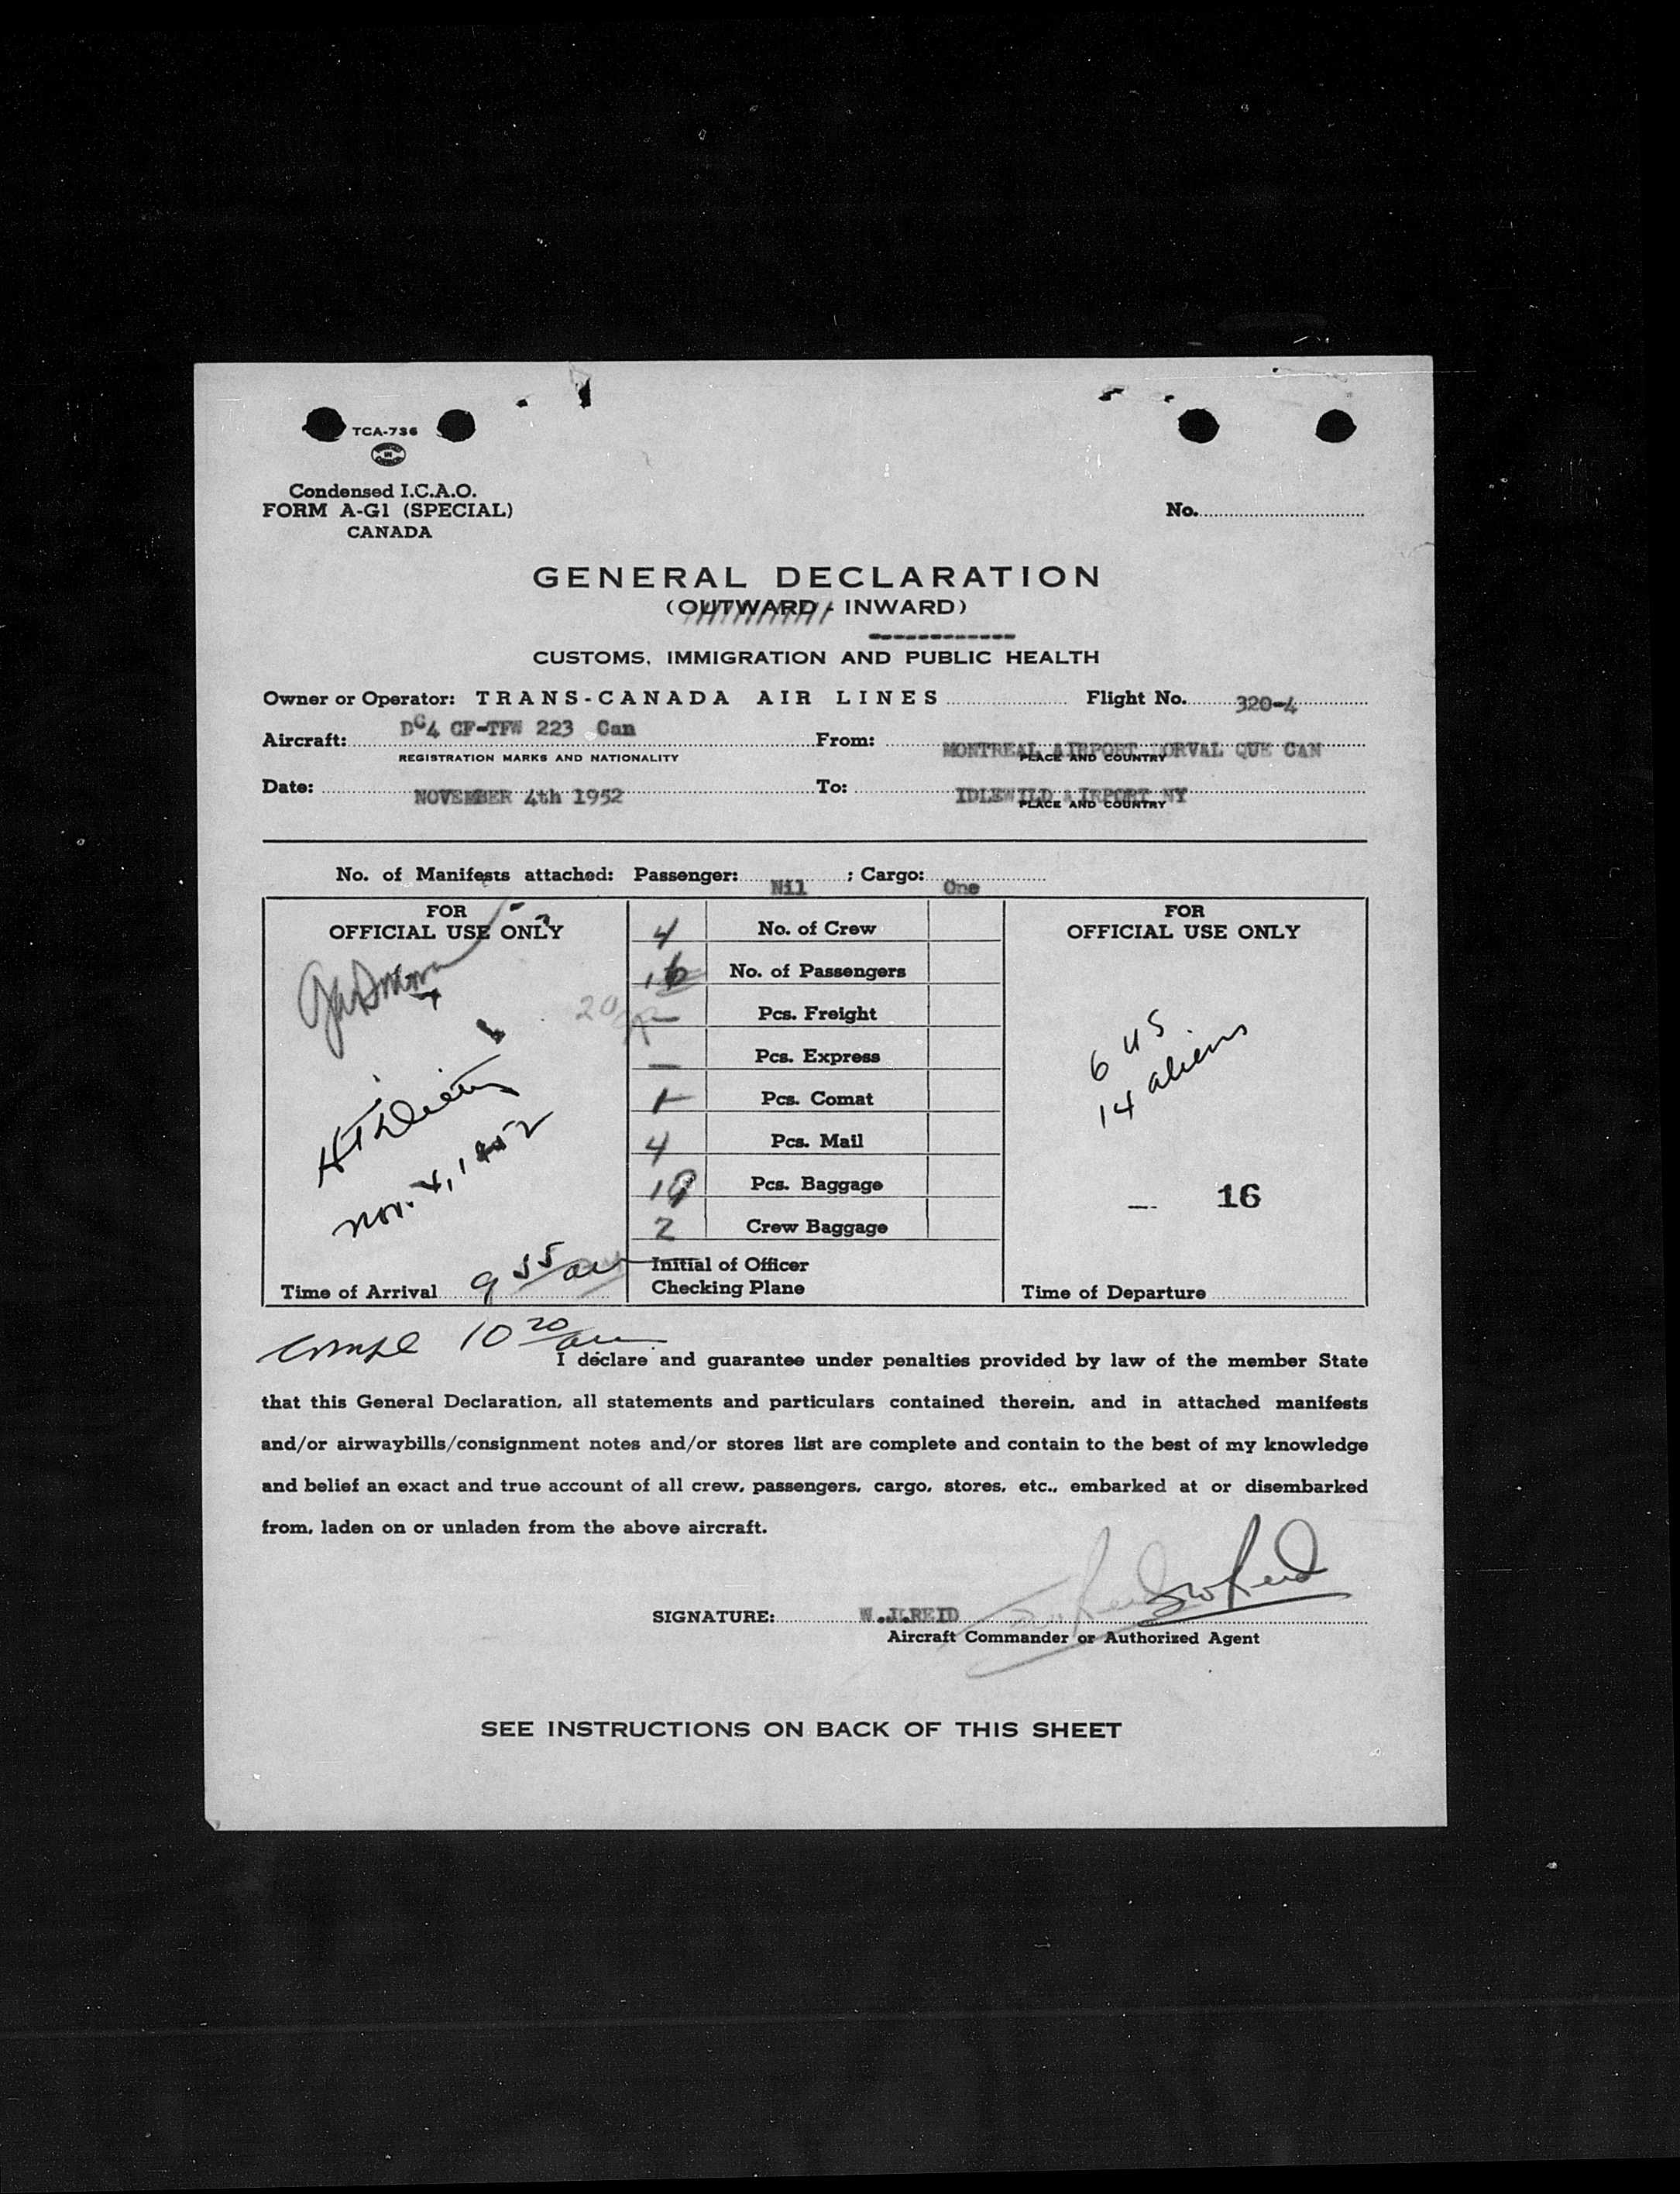 TCA-736
Condensed I.C.A.O.
FORM A-G1 (SPECIAL)
CANADA
No.
GENERAL DECLARATION
(OUTWARD - INWARD)
CUSTOMS, IMMIGRATION AND PUBLIC HEALTH
Owner or Operator: TRANS-CANADA AIR LINES Flight No. 320-4
Aircraft: DC4 CF-TFW 223 Can From: MONTREAL AIRPORT DORVAL QUE CAN
REGISTRATION MARKS AND NATIONALITY PLACE AND COUNTRY
Date: NOVEMBER 4th 1952 To: IDLEWILD AIRPORT NY
PLACE AND COUNTRY
No. of Manifests attached: Passenger: Nil ; Cargo: One
FOR
OFFICIAL USE ONLY
Nov. 4, 1952
Time of Arrival 9 55 am
4 No. of Crew
16 No. of Passengers
— Pcs. Freight
— Pcs. Express
1 Pcs. Comat
4 Pcs. Mail
19 Pcs. Baggage
2 Crew Baggage
Initial of Officer
Checking Plane
FOR
OFFICIAL USE ONLY
6 US
14 aliens
— 16
Time of Departure
compl 10 20 am
I declare and guarantee under penalties provided by law of the member State
that this General Declaration, all statements and particulars contained therein, and in attached manifests
and/or airwaybills/consignment notes and/or stores list are complete and contain to the best of my knowledge
and belief an exact and true account of all crew, passengers, cargo, stores, etc., embarked at or disembarked
from, laden on or unladen from the above aircraft.
SIGNATURE: W.J.REID
Aircraft Commander or Authorized Agent
SEE INSTRUCTIONS ON BACK OF THIS SHEET